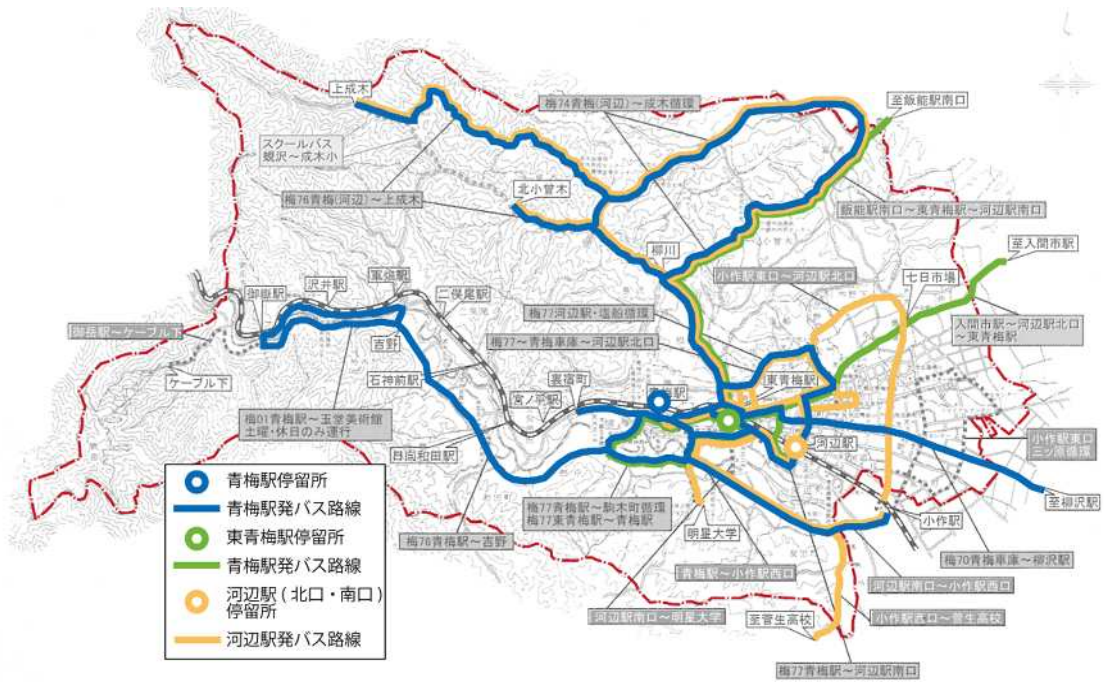 上成木
梅74青梅(河辺)～成木循環
至飯能駅南口
スクールバス
蜆沢～成木小
北小曽木
梅76青梅(河辺)～上成木
飯能駅南口～東青梅駅～河辺駅南口
至入間市駅
柳川
小作駅東口～河辺駅北口
七日市場
軍畑駅
沢井駅
御嶽駅
二俣尾駅
梅77河辺駅・塩船循環
入間市駅～河辺駅北口
～東青梅駅
御岳駅～ケーブル下
吉野
梅77～青梅車庫～河辺駅北口
ケーブル下
石神前駅
裏宿町
青梅駅
東青梅駅
宮ノ平駅
梅01青梅駅～玉堂美術館
土曜・休日のみ運行
日向和田駅
河辺駅
小作駅東口
三ッ原循環
至柳沢駅
青梅駅停留所
青梅駅発バス路線
東青梅駅停留所
青梅駅発バス路線
河辺駅(北口・南口)
停留所
河辺駅発バス路線
梅77青梅駅～駒木町循環
梅77東青梅駅～青梅駅
小作駅
明星大学
梅76青梅駅～吉野
梅70青梅車庫～柳沢駅
青梅駅～小作駅西口
河辺駅南口～小作駅西口
河辺駅南口～明星大学
至菅生高校
小作駅西口～菅生高校
梅77青梅駅～河辺駅南口